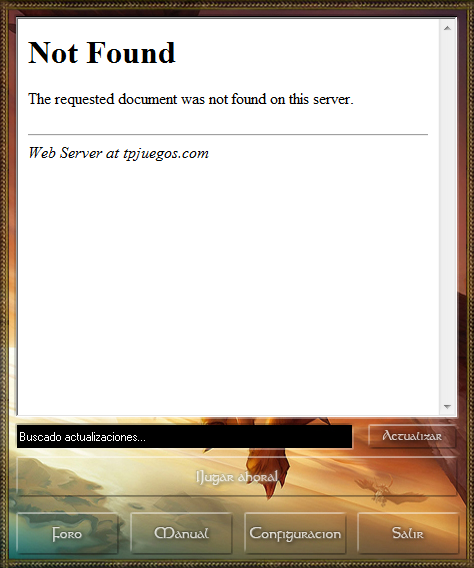 Not Found
The requested document was not found on this server.
Web Server at tpjuegos.com
Buscado actualizaciones...
Actualizar
¡Jugar ahora!
Foro
Manual
Configuracion
Salir